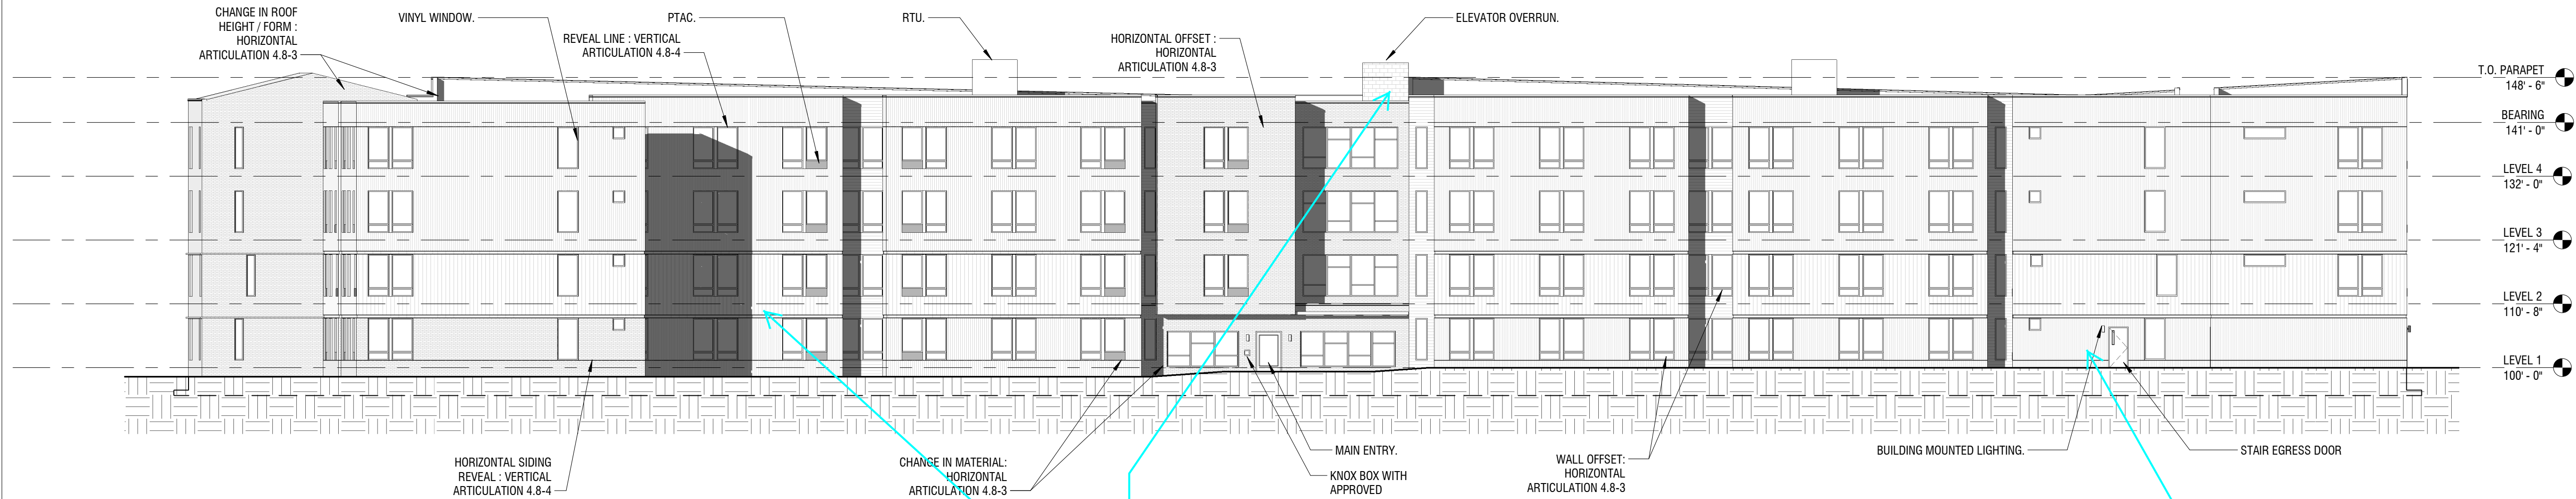 CHANGE IN ROOF
HEIGHT / FORM :
HORIZONTAL
ARTICULATION 4.8-3
VINYL WINDOW.
REVEAL LINE : VERTICAL
ARTICULATION 4.8-4
PTAC.
RTU.
HORIZONTAL OFFSET :
HORIZONTAL
ARTICULATION 4.8-3
ELEVATOR OVERRUN.
T.O. PARAPET
148' - 6"
BEARING
141' - 0"
LEVEL 4
132' - 0"
LEVEL 3
121' - 4"
LEVEL 2
110' - 8"
LEVEL 1
100' - 0"
HORIZONTAL SIDING
REVEAL : VERTICAL
ARTICULATION 4.8-4
CHANGE IN MATERIAL:
HORIZONTAL
ARTICULATION 4.8-3
MAIN ENTRY.
KNOX BOX WITH
APPROVED
WALL OFFSET:
HORIZONTAL
ARTICULATION 4.8-3
BUILDING MOUNTED LIGHTING.
STAIR EGRESS DOOR